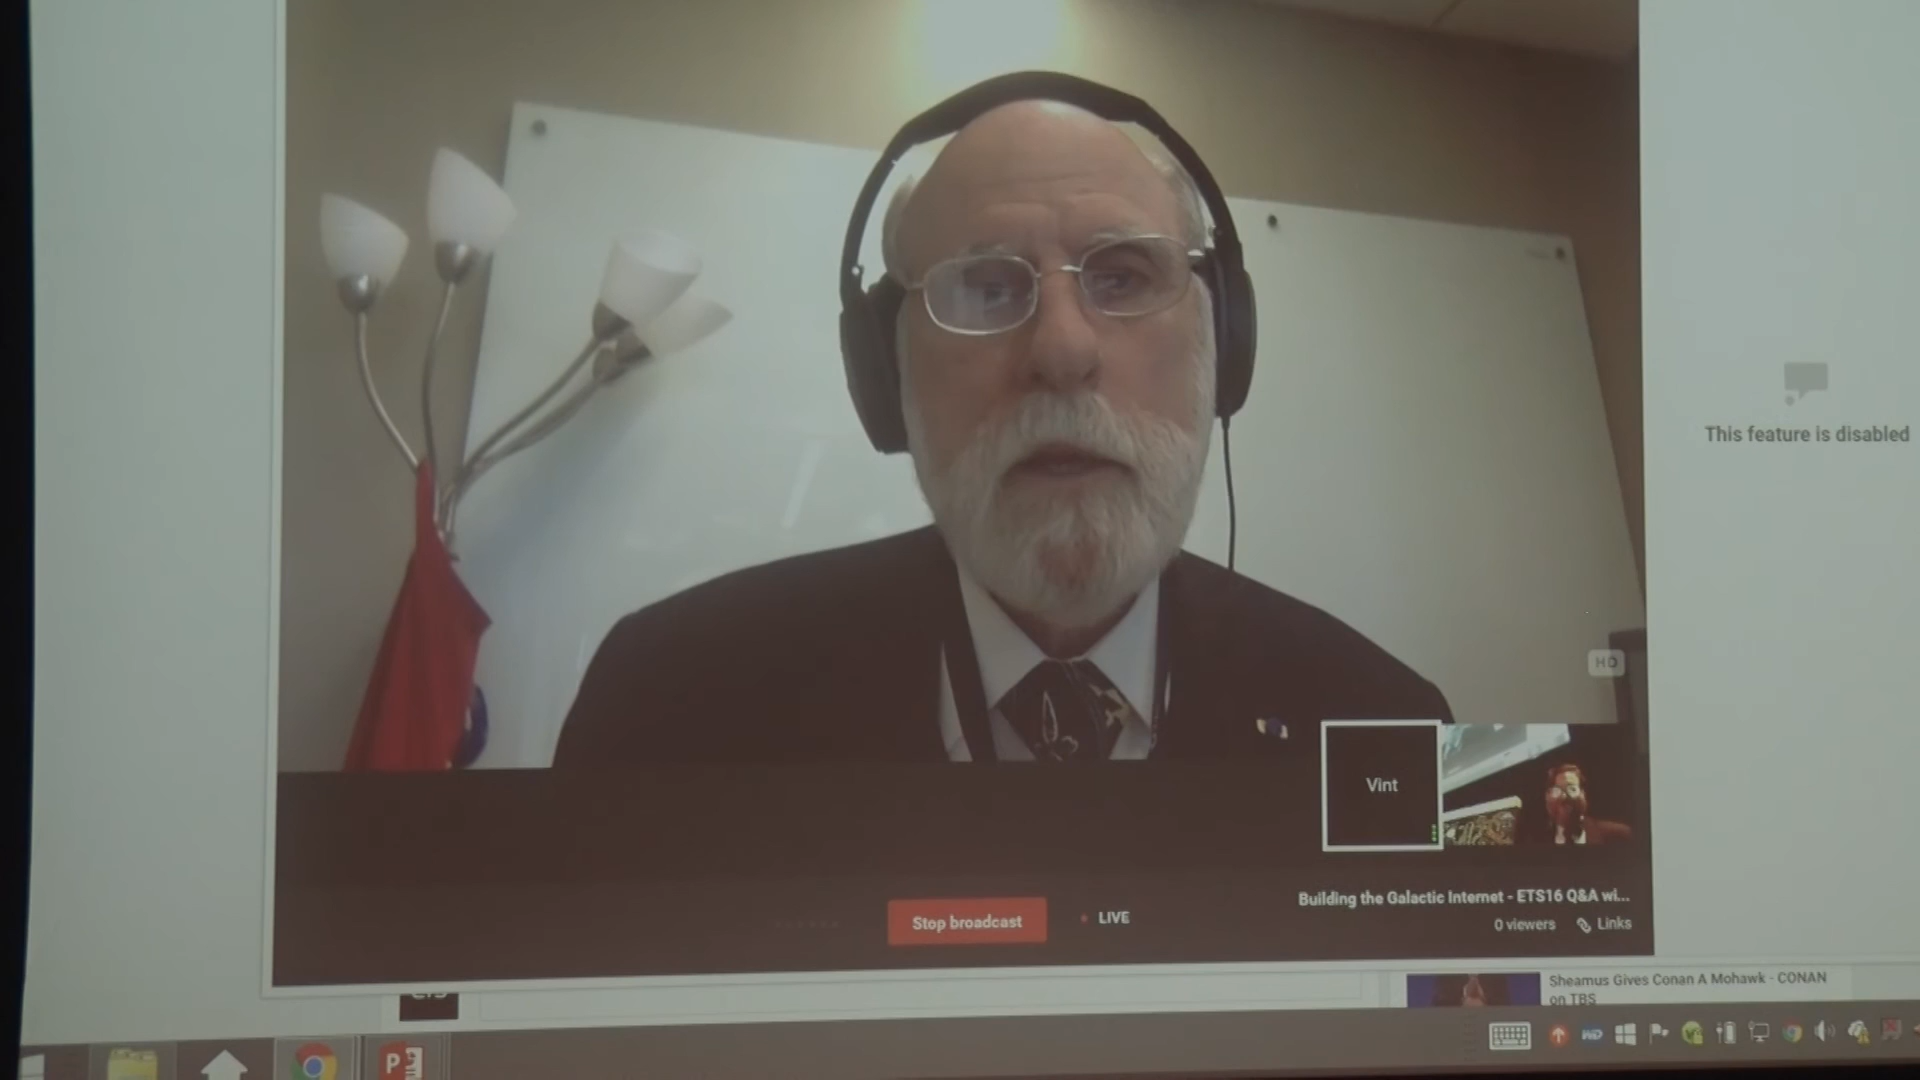 This feature is disabled
HD
Vint
Building the Galactic Internet - ETS16 Q&A wi...
0 viewers
Links
Stop broadcast
LIVE
Sheamus Gives Conan A Mohawk - CONAN
on TBS
WD
P